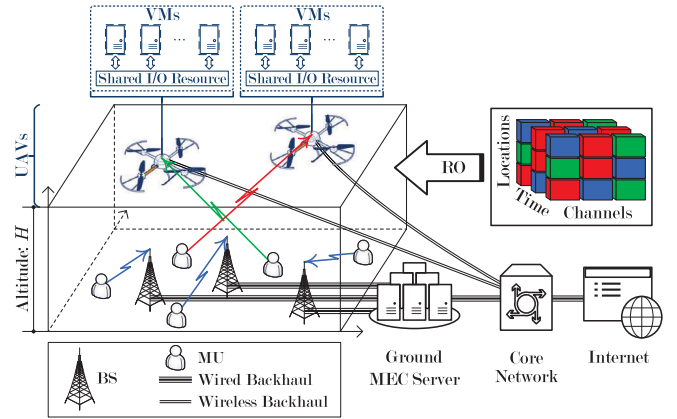 VMs
VMs
...
...
Shared I/O Resource
Shared I/O Resource
UAVs
Altitude: H
RO
Locations
Time
Channels
Ground
MEC Server
Core
Network
Internet
BS
MU
Wired Backhaul
Wireless Backhaul